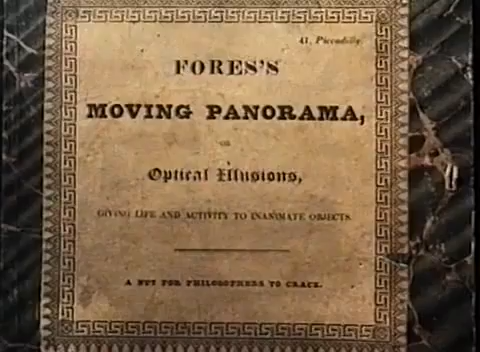 41, Piccadilly
FORES'S
MOVING PANORAMA,
OR
Optical Illusions,
GIVING LIFE AND ACTIVITY TO INANIMATE OBJECTS.
A NUT FOR PHILOSOPHERS TO CRACK.